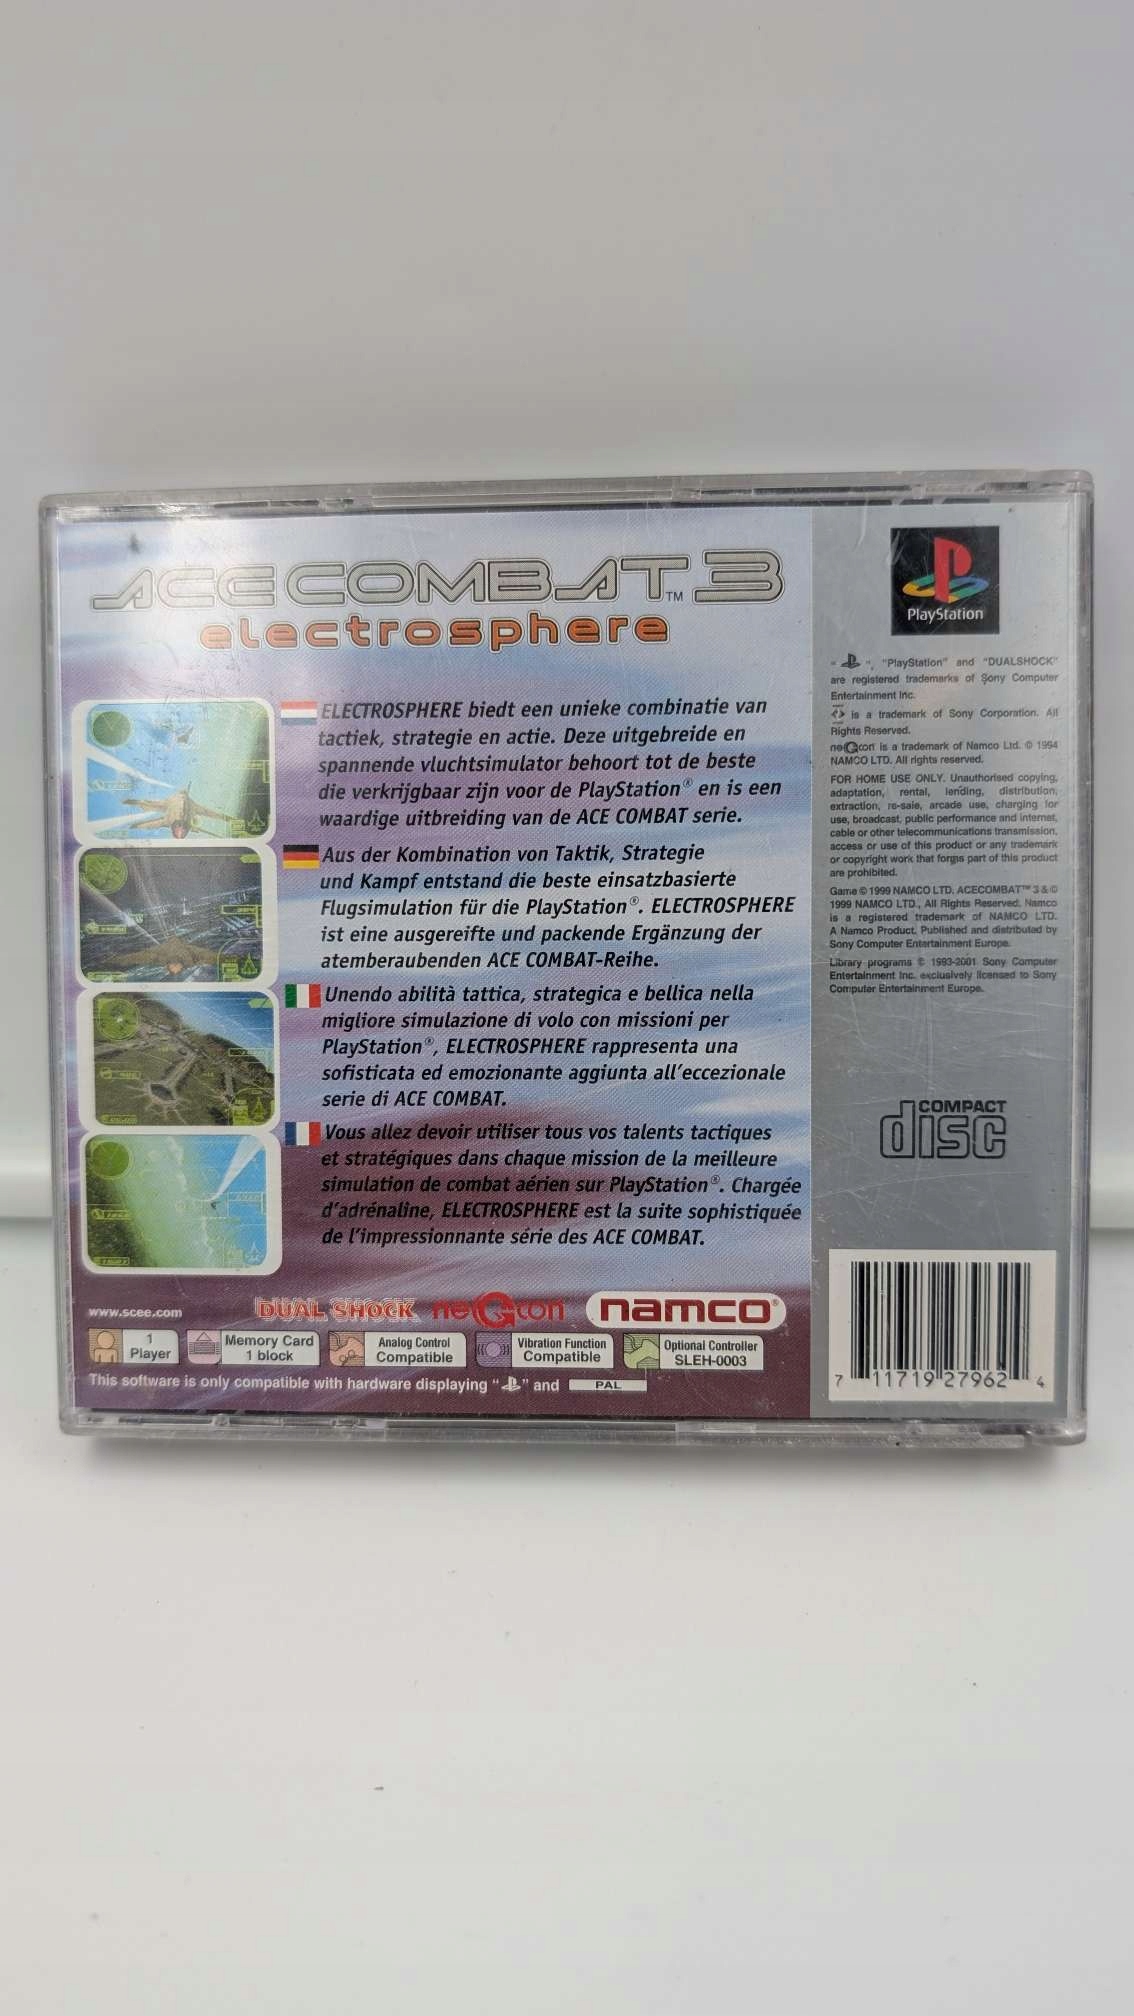 ACE COMBAT™ 3
electrosphere
ELECTROSPHERE biedt een unieke combinatie van
tactiek, strategie en actie. Deze uitgebreide en
spannende vluchtsimulator behoort tot de beste
die verkrijgbaar zijn voor de PlayStation® en is een
waardige uitbreiding van de ACE COMBAT serie.
Aus der Kombination von Taktik, Strategie
und Kampf entstand die beste einsatzbasierte
Flugsimulation für die PlayStation®. ELECTROSPHERE
ist eine ausgereifte und packende Ergänzung der
atemberaubenden ACE COMBAT-Reihe.
Unendo abilità tattica, strategica e bellica nella
migliore simulazione di volo con missioni per
PlayStation®, ELECTROSPHERE rappresenta una
sofisticata ed emozionante aggiunta all'eccezionale
serie di ACE COMBAT.
Vous allez devoir utiliser tous vos talents tactiques
et stratégiques dans chaque mission de la meilleure
simulation de combat aérien sur PlayStation®. Chargée
d'adrénaline, ELECTROSPHERE est la suite sophistiquée
de l'impressionnante série des ACE COMBAT.
www.scee.com
DUAL SHOCK
neGcon
namco®
1
Player
Memory Card
1 block
Analog Control
Compatible
Vibration Function
Compatible
Optional Controller
SLEH-0003
This software is only compatible with hardware displaying " " and PAL
PlayStation
" ", "PlayStation" and "DUALSHOCK"
are registered trademarks of Sony Computer
Entertainment Inc.
is a trademark of Sony Corporation. All
Rights Reserved.
neGcon is a trademark of Namco Ltd. © 1994
NAMCO LTD. All rights reserved.
FOR HOME USE ONLY. Unauthorised copying,
adaptation, rental, lending, distribution,
extraction, re-sale, arcade use, charging for
use, broadcast, public performance and internet,
cable or other telecommunications transmission,
access or use of this product or any trademark
or copyright work that forms part of this product
are prohibited.
Game © 1999 NAMCO LTD. ACECOMBAT™ 3 & ©
1999 NAMCO LTD., All Rights Reserved. Namco
is a registered trademark of NAMCO LTD.
A Namco Product. Published and distributed by
Sony Computer Entertainment Europe.
Library programs © 1993-2001 Sony Computer
Entertainment Inc. exclusively licensed to Sony
Computer Entertainment Europe.
COMPACT
disc
7 11719 27962 4